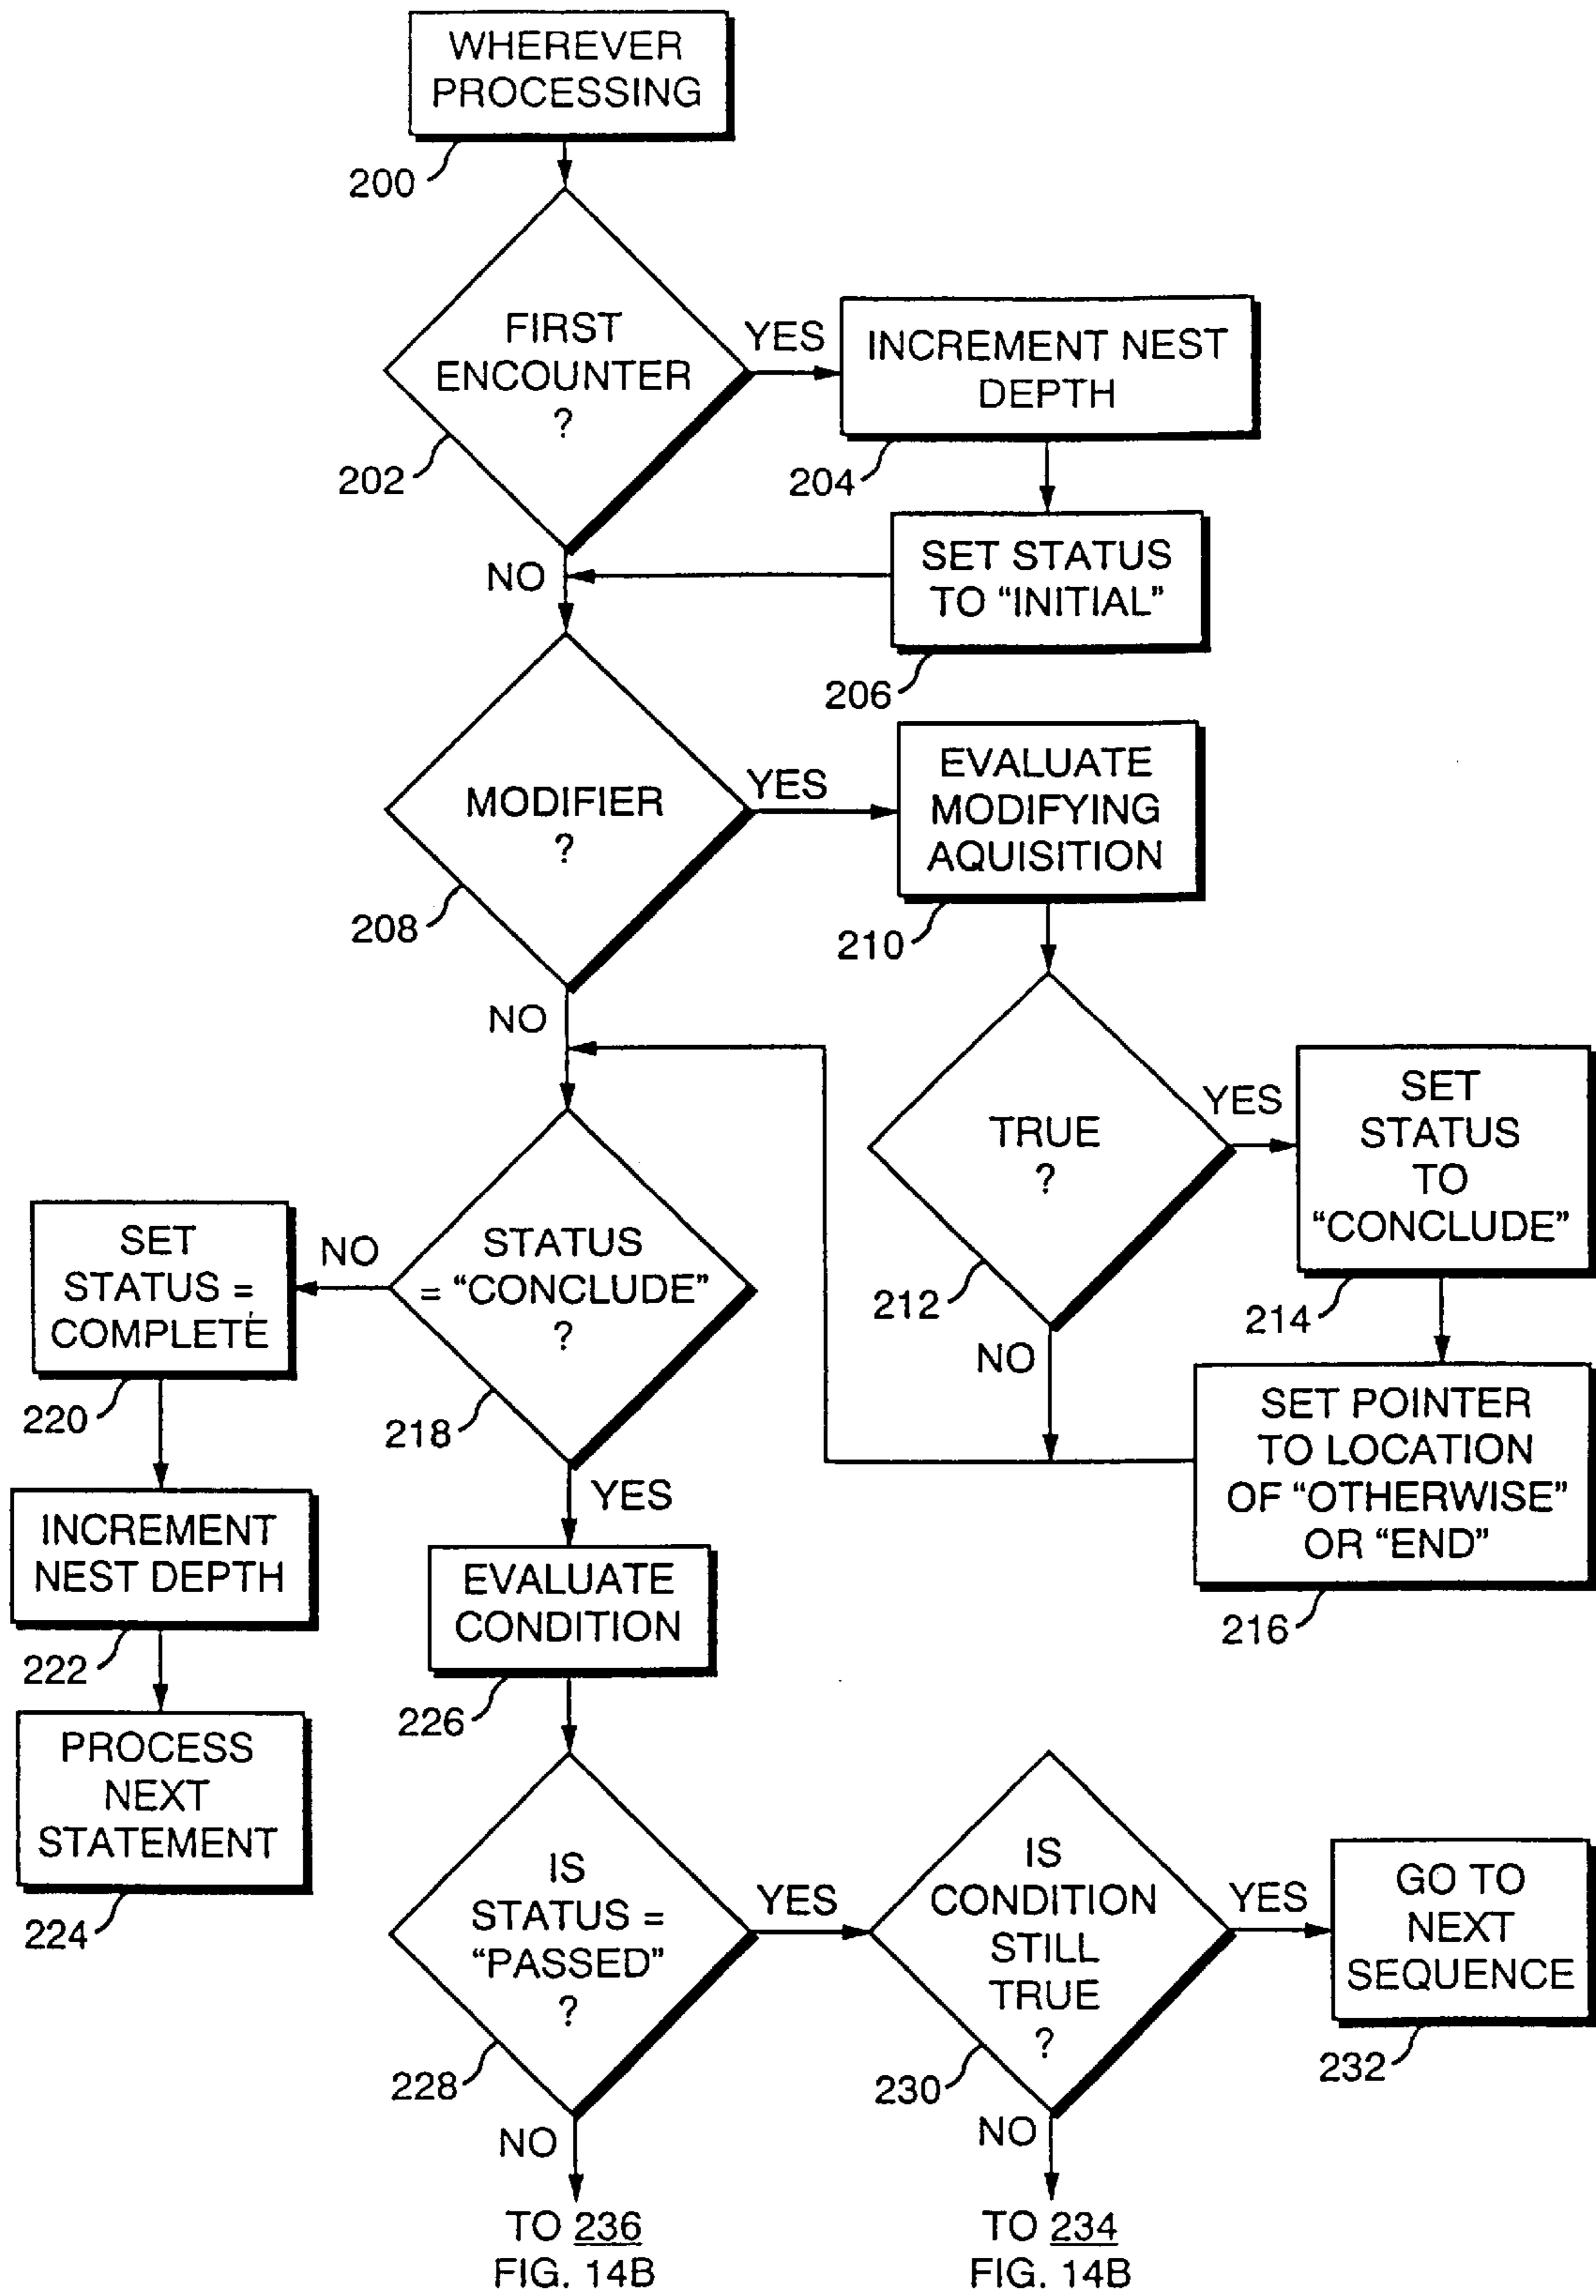 WHEREVER
PROCESSING
200
FIRST
ENCOUNTER
?
YES
202
INCREMENT NEST
DEPTH
204
NO
SET STATUS
TO “INITIAL”
206
MODIFIER
?
YES
208
EVALUATE
MODIFYING
AQUISITION
210
NO
TRUE
?
YES
212
NO
SET
STATUS
TO
“CONCLUDE”
214
SET POINTER
TO LOCATION
OF “OTHERWISE”
OR “END”
216
STATUS
= “CONCLUDE”
?
NO
218
YES
SET
STATUS =
COMPLETE
220
INCREMENT
NEST DEPTH
222
PROCESS
NEXT
STATEMENT
224
EVALUATE
CONDITION
226
IS
STATUS =
“PASSED”
?
YES
228
NO
IS
CONDITION
STILL
TRUE
?
YES
230
NO
GO TO
NEXT
SEQUENCE
232
TO 236
FIG. 14B
TO 234
FIG. 14B